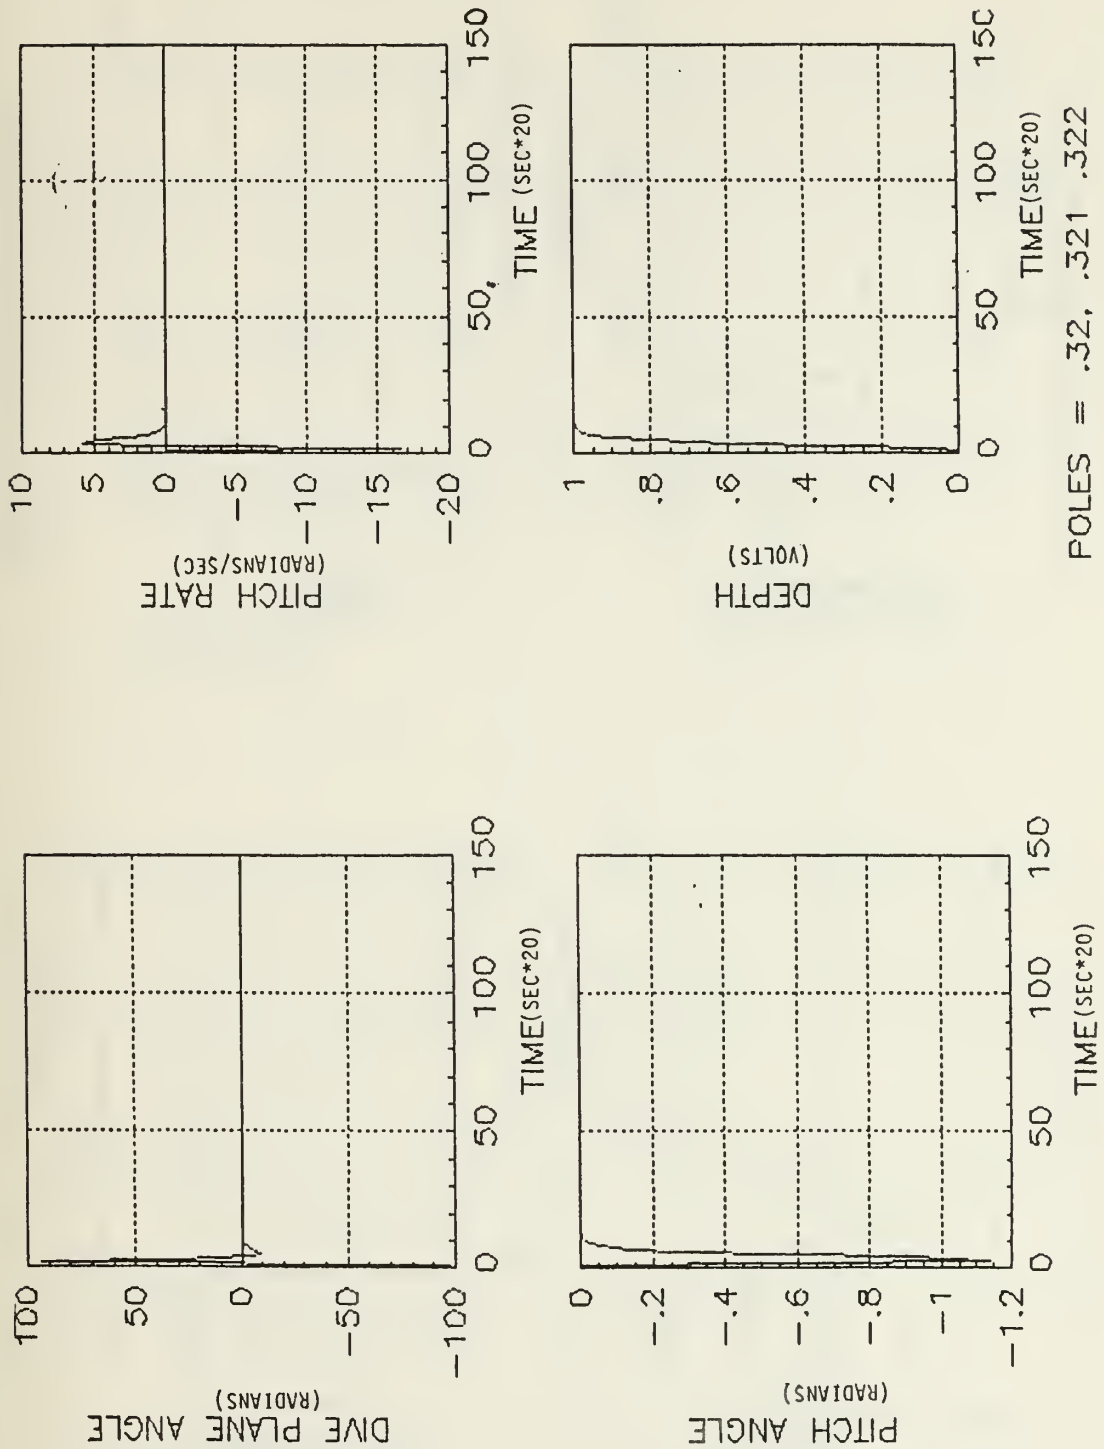 100
50
0
-50
-100
DIVE PLANE ANGLE
(RADIANS)
0 50 100 150
TIME(SEC*20)
10
5
0
-5
-10
-15
-20
PITCH RATE
(RADIANS/SEC)
0 50 100 150
TIME (SEC*20)
0
-.2
-.4
-.6
-.8
-1
-1.2
PITCH ANGLE
(RADIANS)
0 50 100 150
TIME(SEC*20)
1
.8
.6
.4
.2
0
DEPTH
(VOLTS)
0 50 100 150
TIME(SEC*20)
POLES = .32, .321 .322